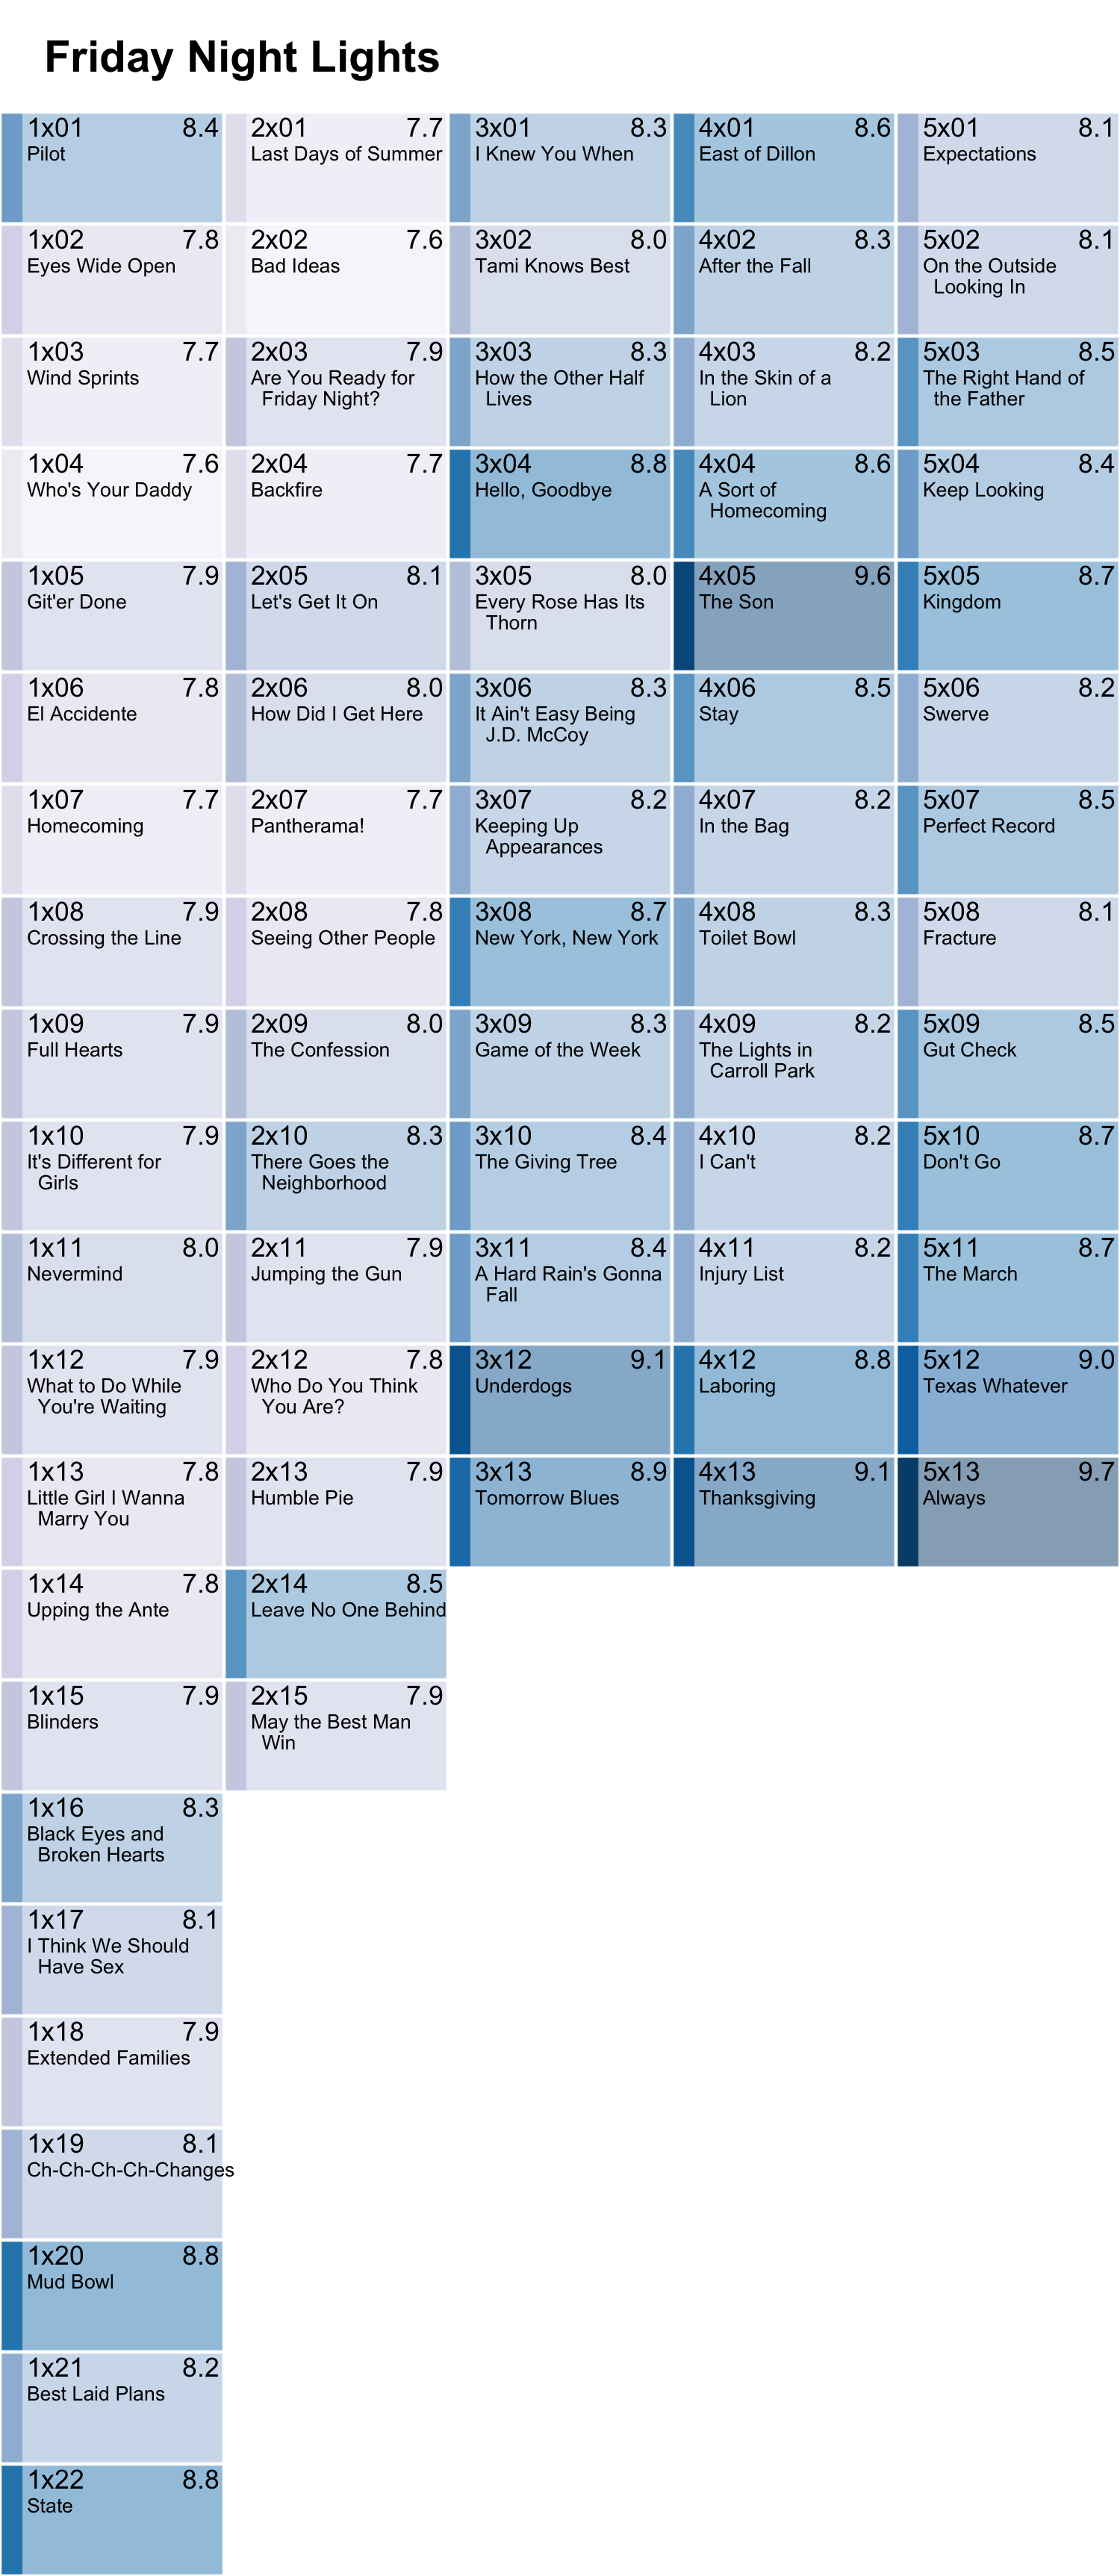 Friday Night Lights
1x01 8.4
Pilot
1x02 7.8
Eyes Wide Open
1x03 7.7
Wind Sprints
1x04 7.6
Who's Your Daddy
1x05 7.9
Git'er Done
1x06 7.8
El Accidente
1x07 7.7
Homecoming
1x08 7.9
Crossing the Line
1x09 7.9
Full Hearts
1x10 7.9
It's Different for
Girls
1x11 8.0
Nevermind
1x12 7.9
What to Do While
You're Waiting
1x13 7.8
Little Girl I Wanna
Marry You
1x14 7.8
Upping the Ante
1x15 7.9
Blinders
1x16 8.3
Black Eyes and
Broken Hearts
1x17 8.1
I Think We Should
Have Sex
1x18 7.9
Extended Families
1x19 8.1
Ch-Ch-Ch-Ch-Changes
1x20 8.8
Mud Bowl
1x21 8.2
Best Laid Plans
1x22 8.8
State
2x01 7.7
Last Days of Summer
2x02 7.6
Bad Ideas
2x03 7.9
Are You Ready for
Friday Night?
2x04 7.7
Backfire
2x05 8.1
Let's Get It On
2x06 8.0
How Did I Get Here
2x07 7.7
Pantherama!
2x08 7.8
Seeing Other People
2x09 8.0
The Confession
2x10 8.3
There Goes the
Neighborhood
2x11 7.9
Jumping the Gun
2x12 7.8
Who Do You Think
You Are?
2x13 7.9
Humble Pie
2x14 8.5
Leave No One Behind
2x15 7.9
May the Best Man
Win
3x01 8.3
I Knew You When
3x02 8.0
Tami Knows Best
3x03 8.3
How the Other Half
Lives
3x04 8.8
Hello, Goodbye
3x05 8.0
Every Rose Has Its
Thorn
3x06 8.3
It Ain't Easy Being
J.D. McCoy
3x07 8.2
Keeping Up
Appearances
3x08 8.7
New York, New York
3x09 8.3
Game of the Week
3x10 8.4
The Giving Tree
3x11 8.4
A Hard Rain's Gonna
Fall
3x12 9.1
Underdogs
3x13 8.9
Tomorrow Blues
4x01 8.6
East of Dillon
4x02 8.3
After the Fall
4x03 8.2
In the Skin of a
Lion
4x04 8.6
A Sort of
Homecoming
4x05 9.6
The Son
4x06 8.5
Stay
4x07 8.2
In the Bag
4x08 8.3
Toilet Bowl
4x09 8.2
The Lights in
Carroll Park
4x10 8.2
I Can't
4x11 8.2
Injury List
4x12 8.8
Laboring
4x13 9.1
Thanksgiving
5x01 8.1
Expectations
5x02 8.1
On the Outside
Looking In
5x03 8.5
The Right Hand of
the Father
5x04 8.4
Keep Looking
5x05 8.7
Kingdom
5x06 8.2
Swerve
5x07 8.5
Perfect Record
5x08 8.1
Fracture
5x09 8.5
Gut Check
5x10 8.7
Don't Go
5x11 8.7
The March
5x12 9.0
Texas Whatever
5x13 9.7
Always